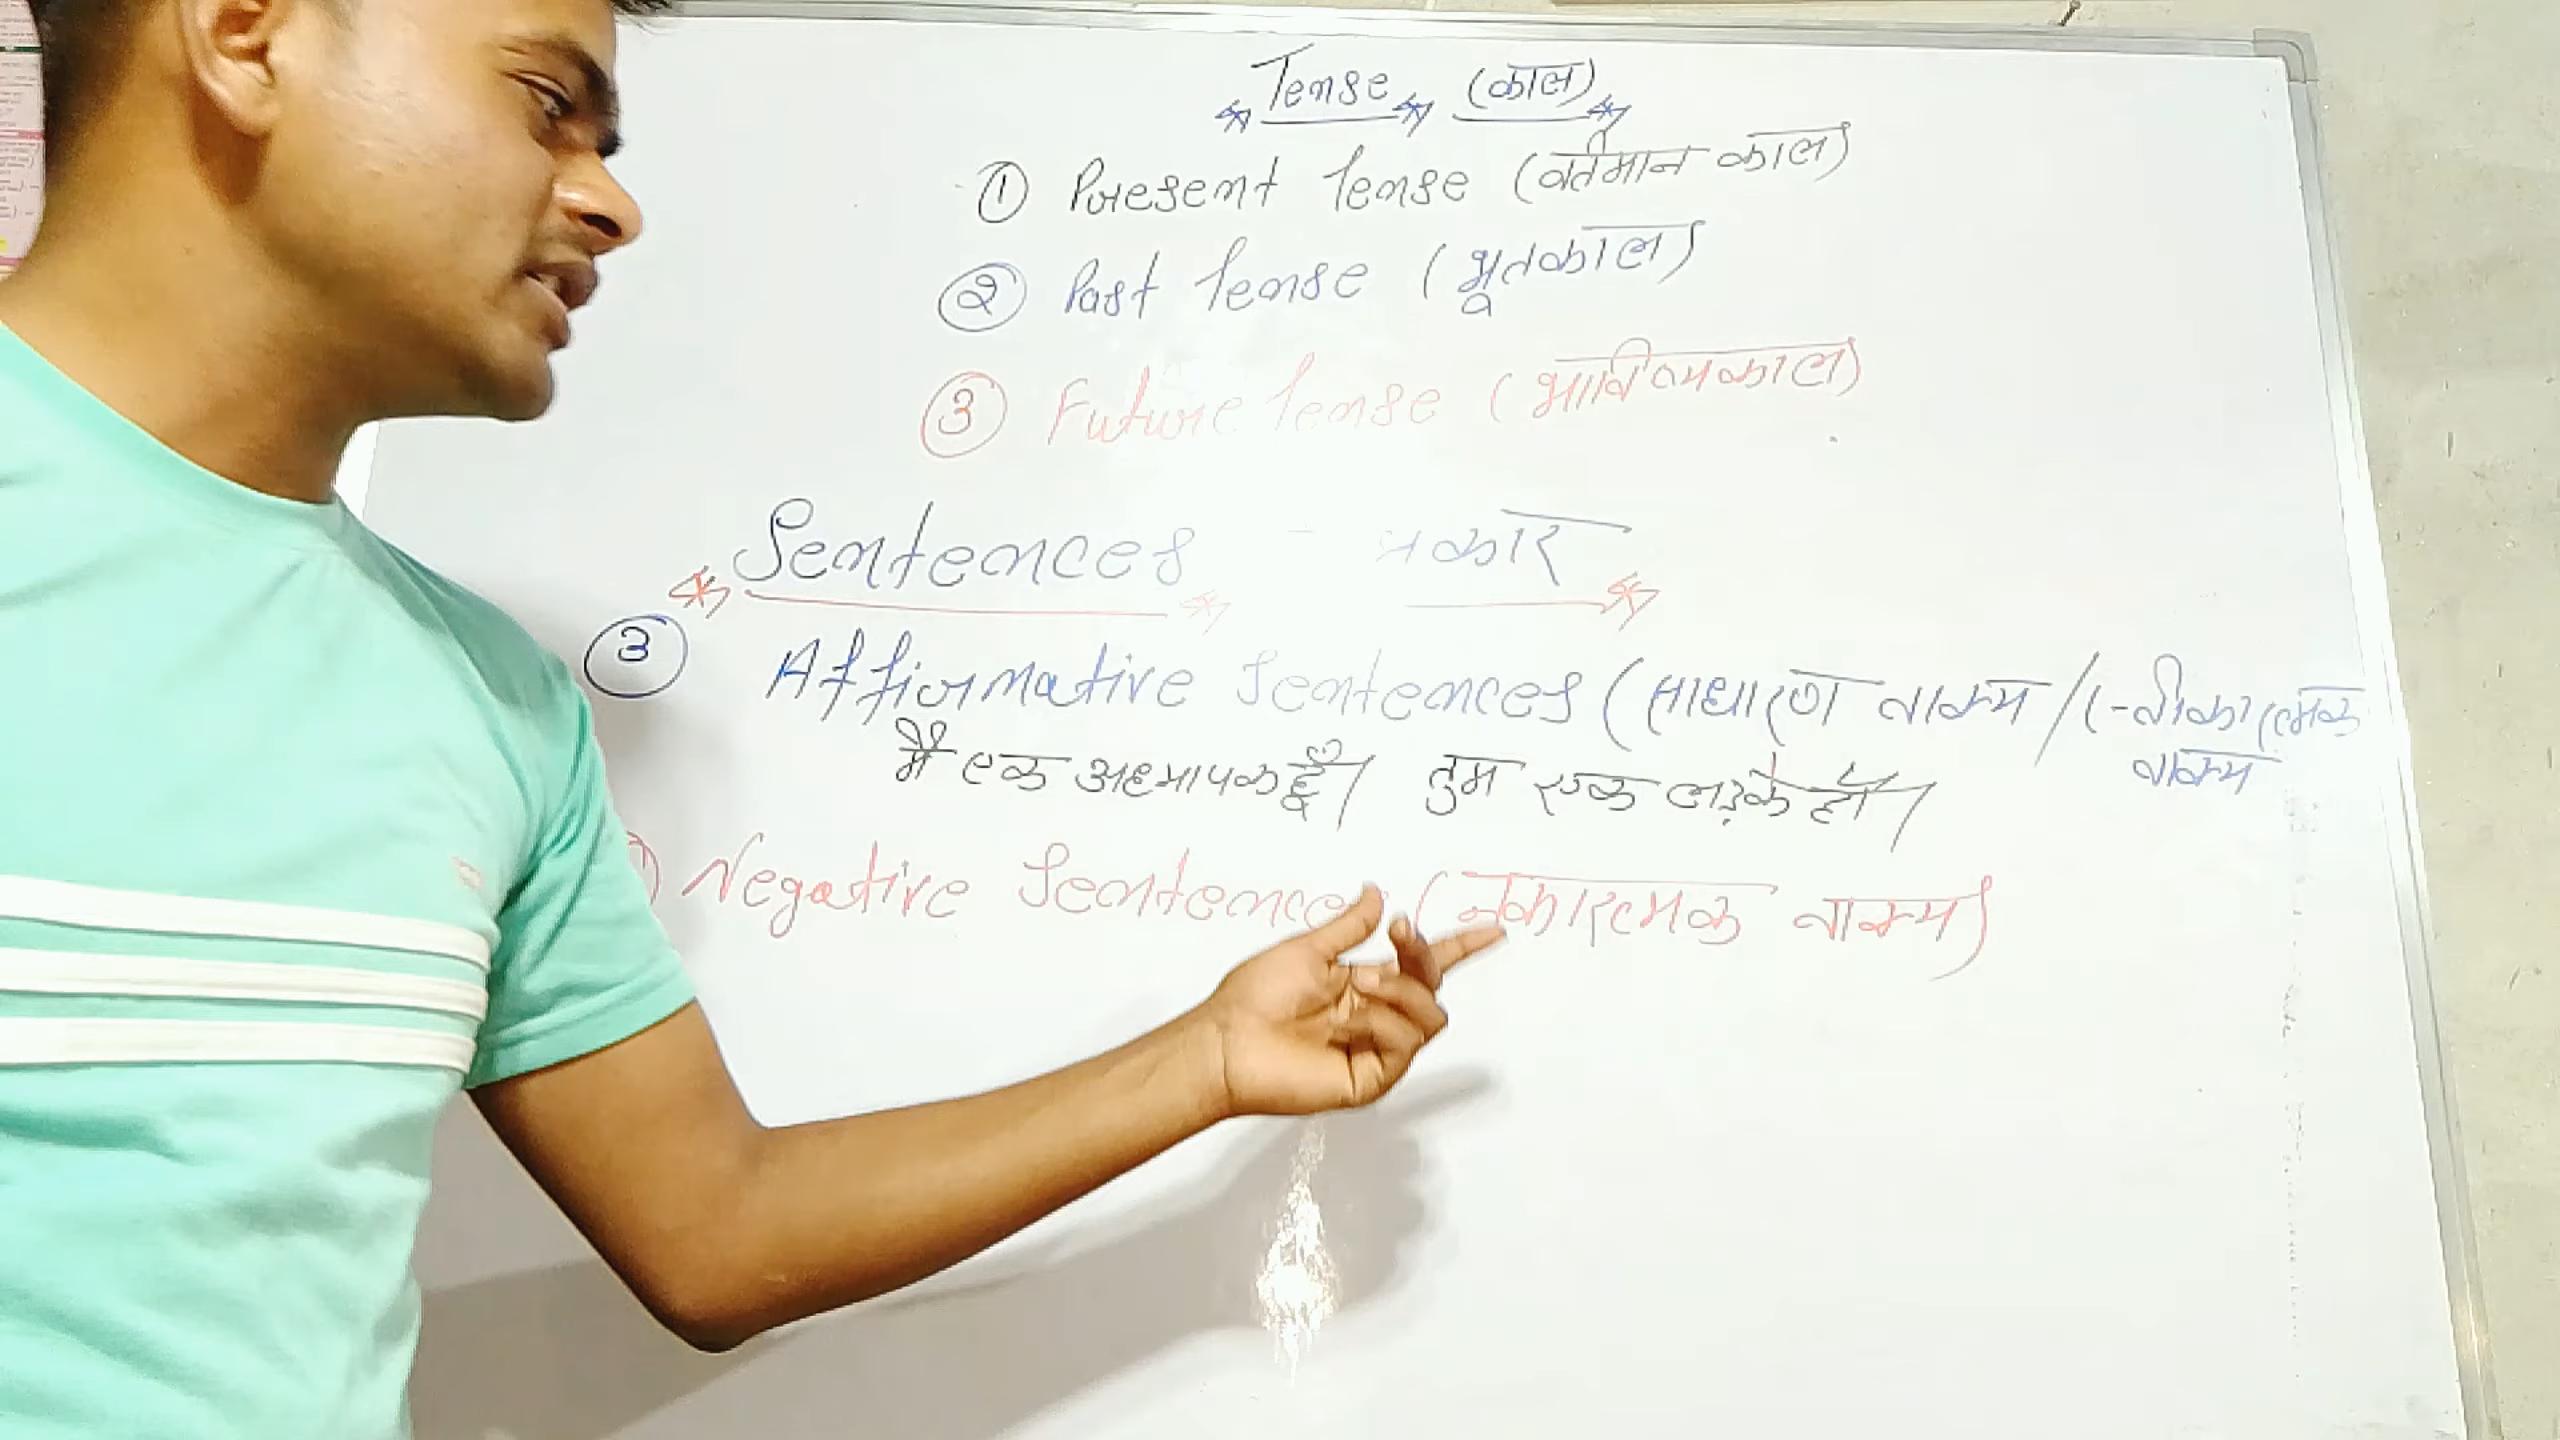 Tense (काल)
① Present Tense (वर्तमान काल)
② Past Tense (भूतकाल)
③ Future Tense (भाविष्यकाल)
Sentences - प्रकार
③ Affirmative Sentences (साधारण वाक्य / स्वीकारात्मक
वाक्य
मैं एक अध्यापक हूँ। तुम एक लड़के हो।
Negative Sentences (नकारत्मक वाक्य)